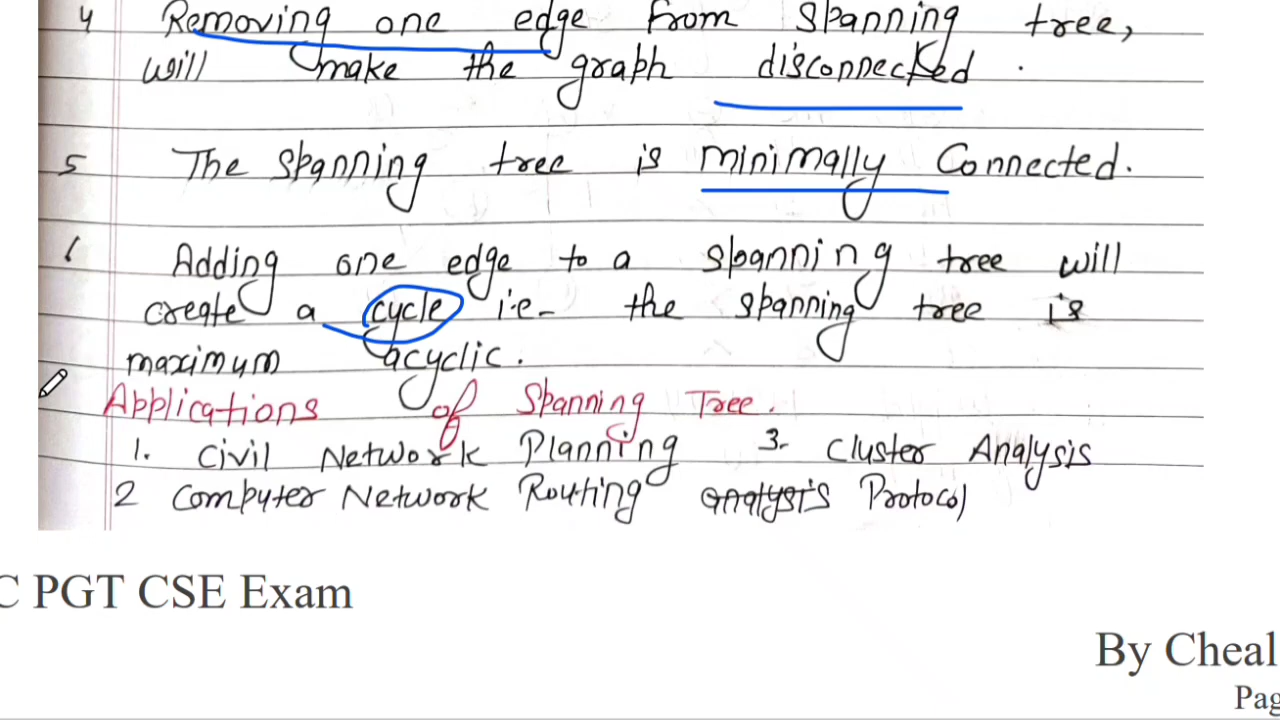 4 Removing one edge from spanning tree,
will make the graph disconnected .
5 The spanning tree is minimally Connected.
6 Adding one edge to a spanning tree will
create a cycle i.e- the spanning tree is
maximum acyclic.
Applications of Spanning Tree.
1. Civil Network Planning 3- Cluster Analysis
2 Computer Network Routing Analysis Protocol
C PGT CSE Exam
By Cheal
Pag